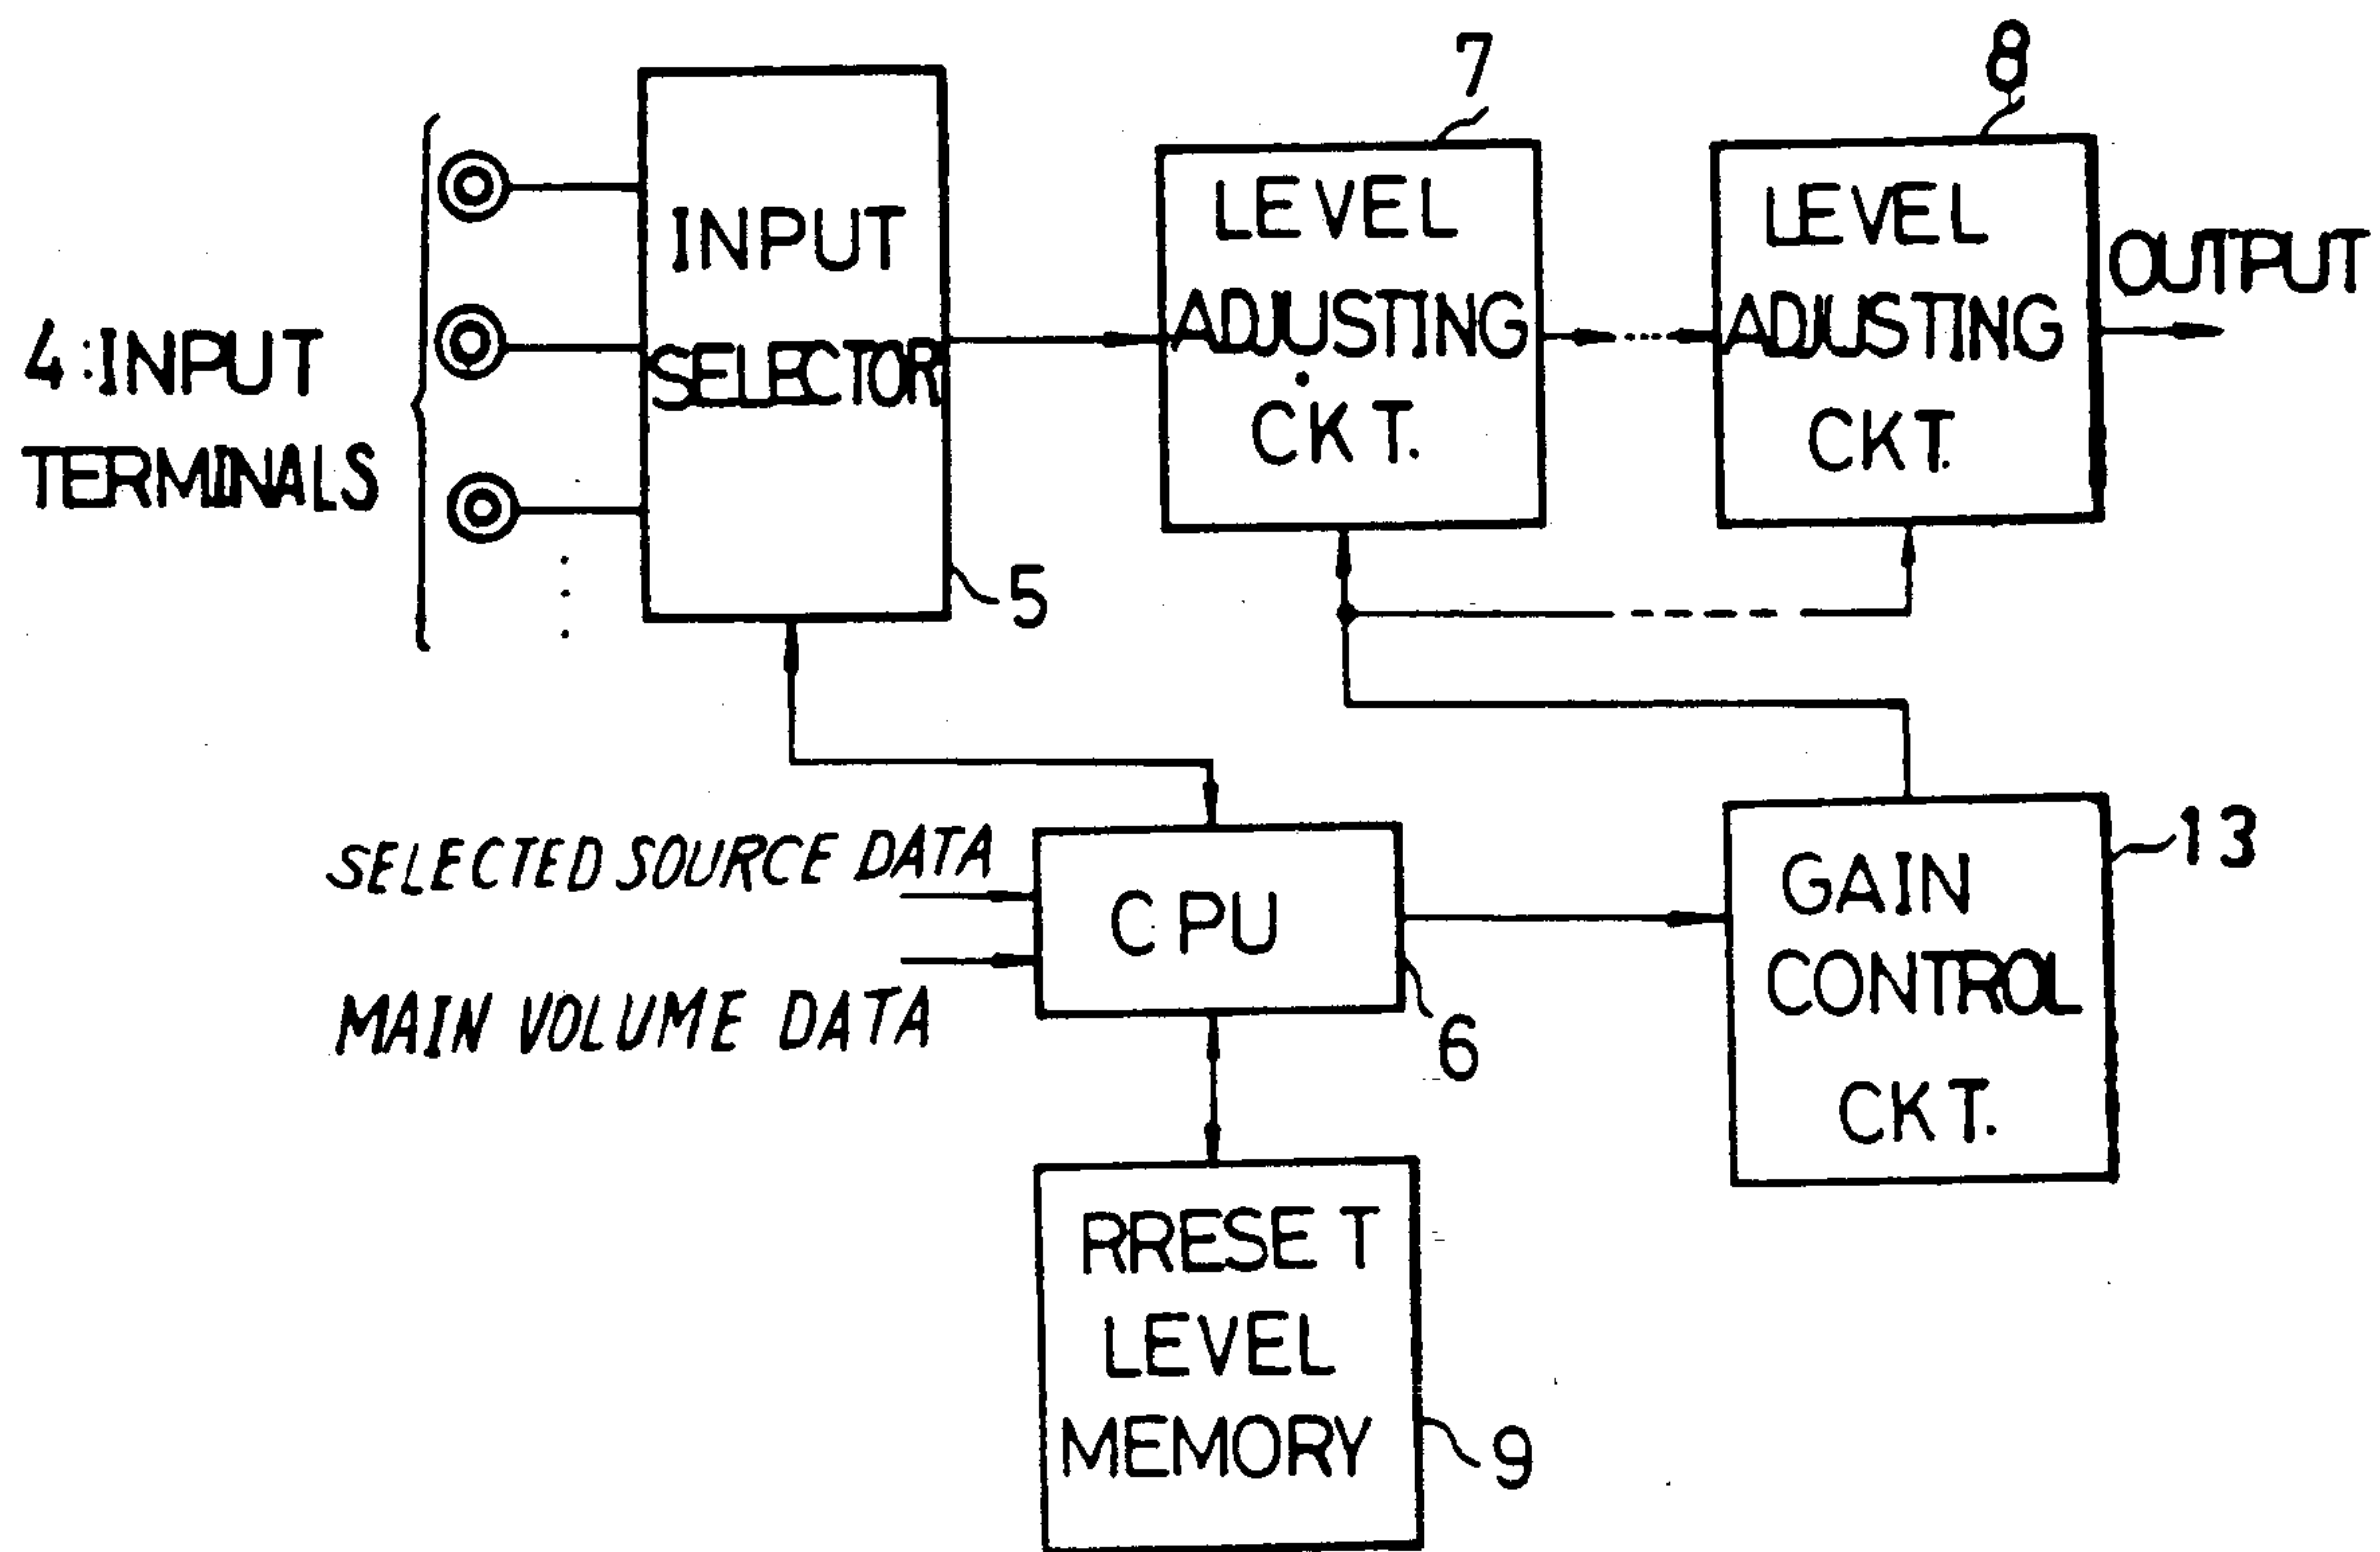 4:INPUT
TERMINALS
INPUT
SELECTOR
5
7
LEVEL
ADJUSTING
CKT.
8
LEVEL
ADJUSTING
CKT.
OUTPUT
SELECTED SOURCE DATA
MAIN VOLUME DATA
CPU
6
GAIN
CONTROL
CKT.
13
RRESET
LEVEL
MEMORY
9